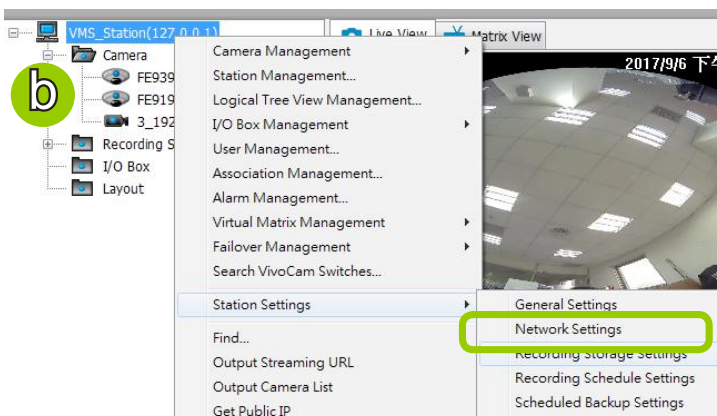 VMS_Station(127.0.0.1)
Camera
FE939
FE919
3_192
Recording S
I/O Box
Layout
b
Live View
Matrix View
2017/9/6 下午
Camera Management
Station Management...
Logical Tree View Management...
I/O Box Management
User Management...
Association Management...
Alarm Management...
Virtual Matrix Management
Failover Management
Search VivoCam Switches...
Station Settings
Find...
Output Streaming URL
Output Camera List
Get Public IP
General Settings
Network Settings
Recording Storage Settings
Recording Schedule Settings
Scheduled Backup Settings